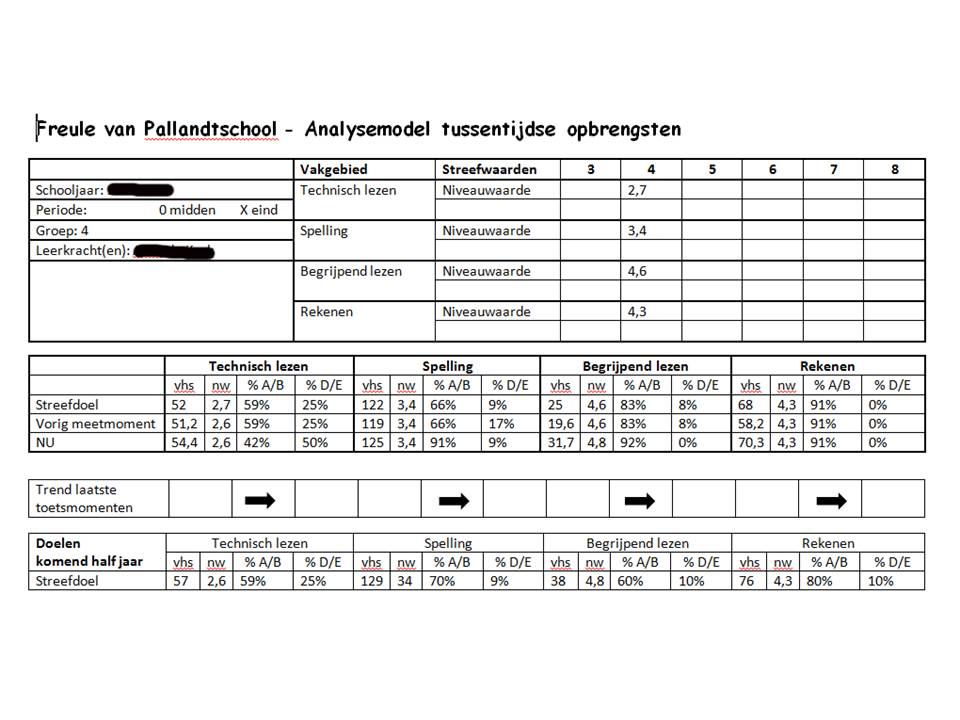 Freule van Pallandtschool - Analysemodel tussentijdse opbrengsten
Vakgebied Streefwaarden 3 4 5 6 7 8
Schooljaar: Technisch lezen Niveauwaarde 2,7
Periode: 0 midden X eind
Groep: 4 Spelling Niveauwaarde 3,4
Leerkracht(en):
Begrijpend lezen Niveauwaarde 4,6
Rekenen Niveauwaarde 4,3
Technisch lezen Spelling Begrijpend lezen Rekenen
vhs nw % A/B % D/E vhs nw % A/B % D/E vhs nw % A/B % D/E vhs nw % A/B % D/E
Streefdoel 52 2,7 59% 25% 122 3,4 66% 9% 25 4,6 83% 8% 68 4,3 91% 0%
Vorig meetmoment 51,2 2,6 59% 25% 119 3,4 66% 17% 19,6 4,6 83% 8% 58,2 4,3 91% 0%
NU 54,4 2,6 42% 50% 125 3,4 91% 9% 31,7 4,8 92% 0% 70,3 4,3 91% 0%
Trend laatste
toetsmomenten
Doelen Technisch lezen Spelling Begrijpend lezen Rekenen
komend half jaar vhs nw % A/B % D/E vhs nw % A/B % D/E vhs nw % A/B % D/E vhs nw % A/B % D/E
Streefdoel 57 2,6 59% 25% 129 34 70% 9% 38 4,8 60% 10% 76 4,3 80% 10%